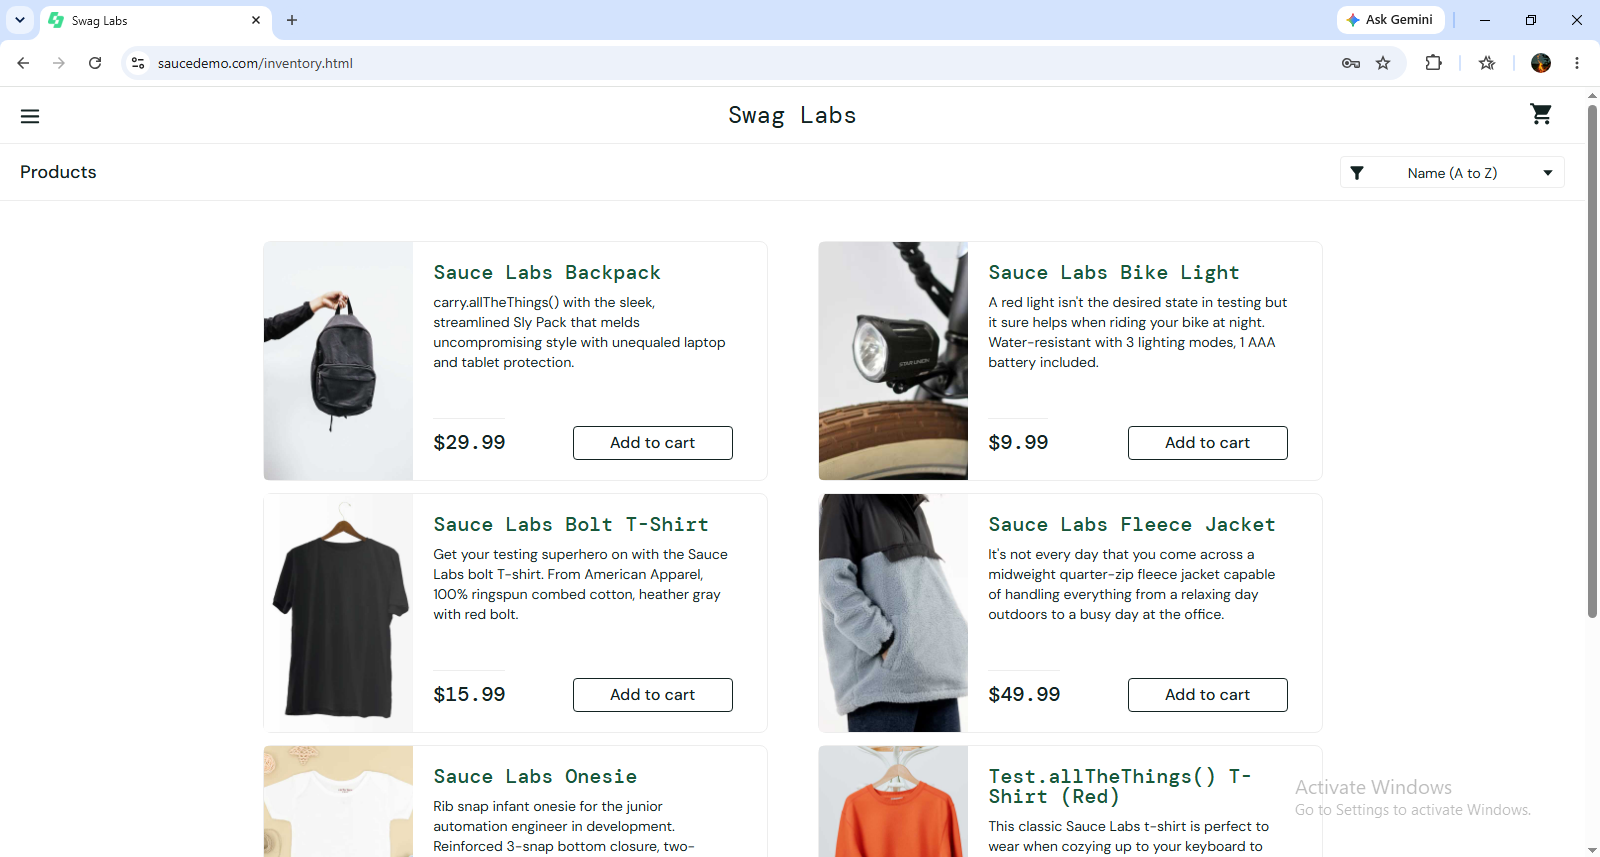 Swag Labs
Ask Gemini
saucedemo.com/inventory.html
Swag Labs
Products
Name (A to Z)
Sauce Labs Backpack
carry.allTheThings() with the sleek,
streamlined Sly Pack that melds
uncompromising style with unequaled laptop
and tablet protection.
$29.99
Add to cart
Sauce Labs Bike Light
A red light isn't the desired state in testing but
it sure helps when riding your bike at night.
Water-resistant with 3 lighting modes, 1 AAA
battery included.
$9.99
Add to cart
STAR UNION
Sauce Labs Bolt T-Shirt
Get your testing superhero on with the Sauce
Labs bolt T-shirt. From American Apparel,
100% ringspun combed cotton, heather gray
with red bolt.
$15.99
Add to cart
Sauce Labs Fleece Jacket
It's not every day that you come across a
midweight quarter-zip fleece jacket capable
of handling everything from a relaxing day
outdoors to a busy day at the office.
$49.99
Add to cart
Sauce Labs Onesie
Rib snap infant onesie for the junior
automation engineer in development.
Reinforced 3-snap bottom closure, two-
Test.allTheThings() T-
Shirt (Red)
This classic Sauce Labs t-shirt is perfect to
wear when cozying up to your keyboard to
Activate Windows
Go to Settings to activate Windows.